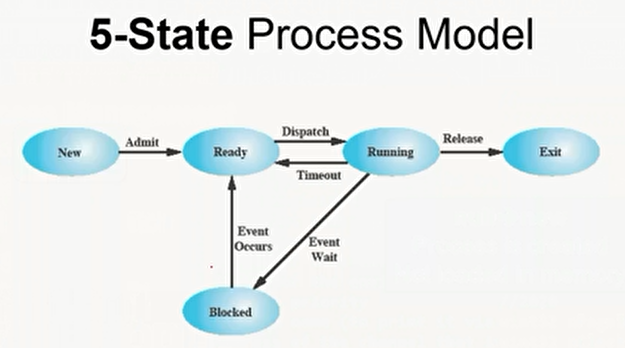 5-State Process Model
New
Admit
Ready
Dispatch
Timeout
Running
Release
Exit
Event
Occurs
Event
Wait
Blocked